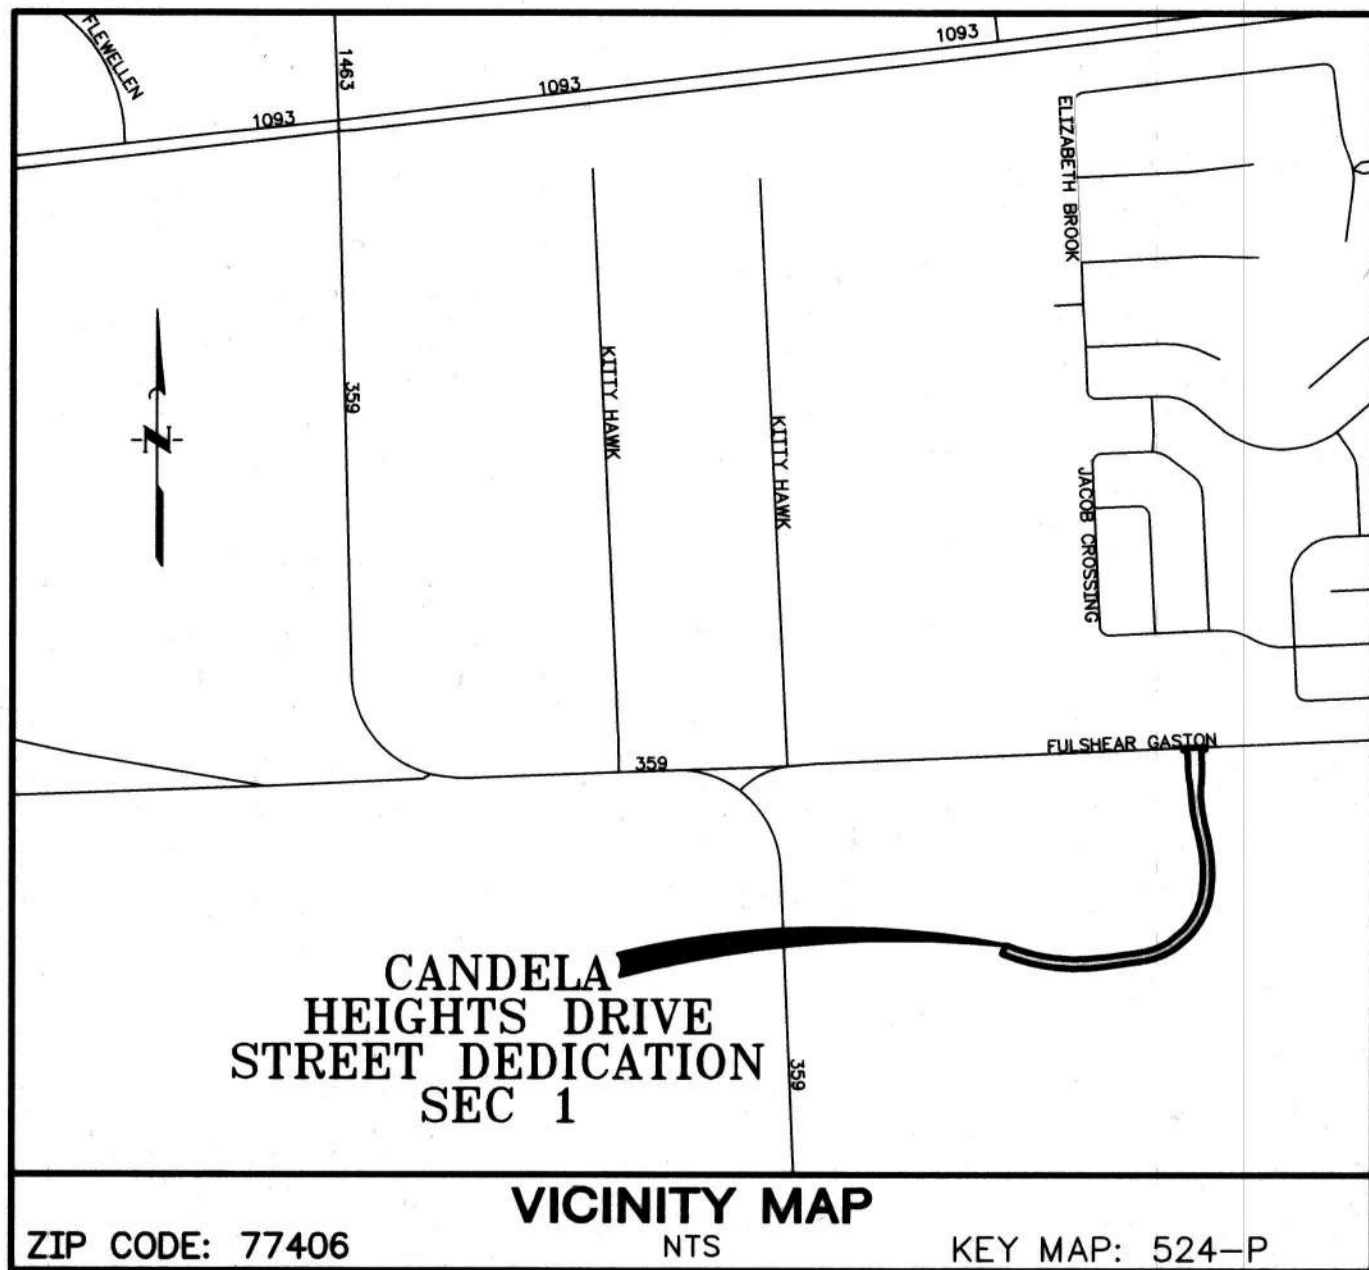 FLEWELLEN
1463
1093
1093
1093
ELIZABETH BROOK
359
KITTY HAWK
KITTY HAWK
N
JACOB CROSSING
FULSHEAR GASTON
359
CANDELA
HEIGHTS DRIVE
STREET DEDICATION
SEC 1
359
VICINITY MAP
ZIP CODE: 77406
NTS
KEY MAP: 524-P